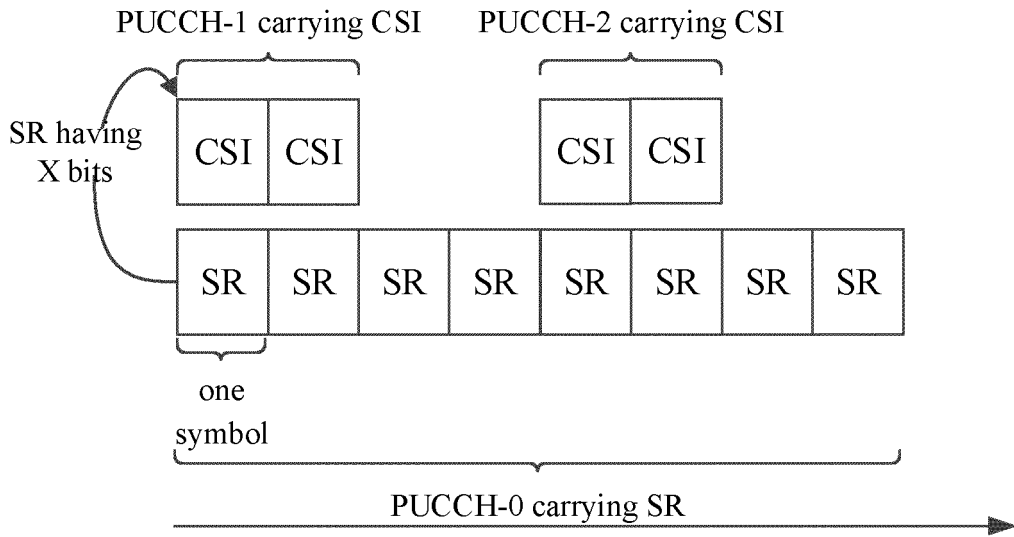 PUCCH-1 carrying CSI
PUCCH-2 carrying CSI
SR having
X bits
CSI CSI CSI CSI
SR SR SR SR SR SR SR SR
one
symbol
PUCCH-0 carrying SR